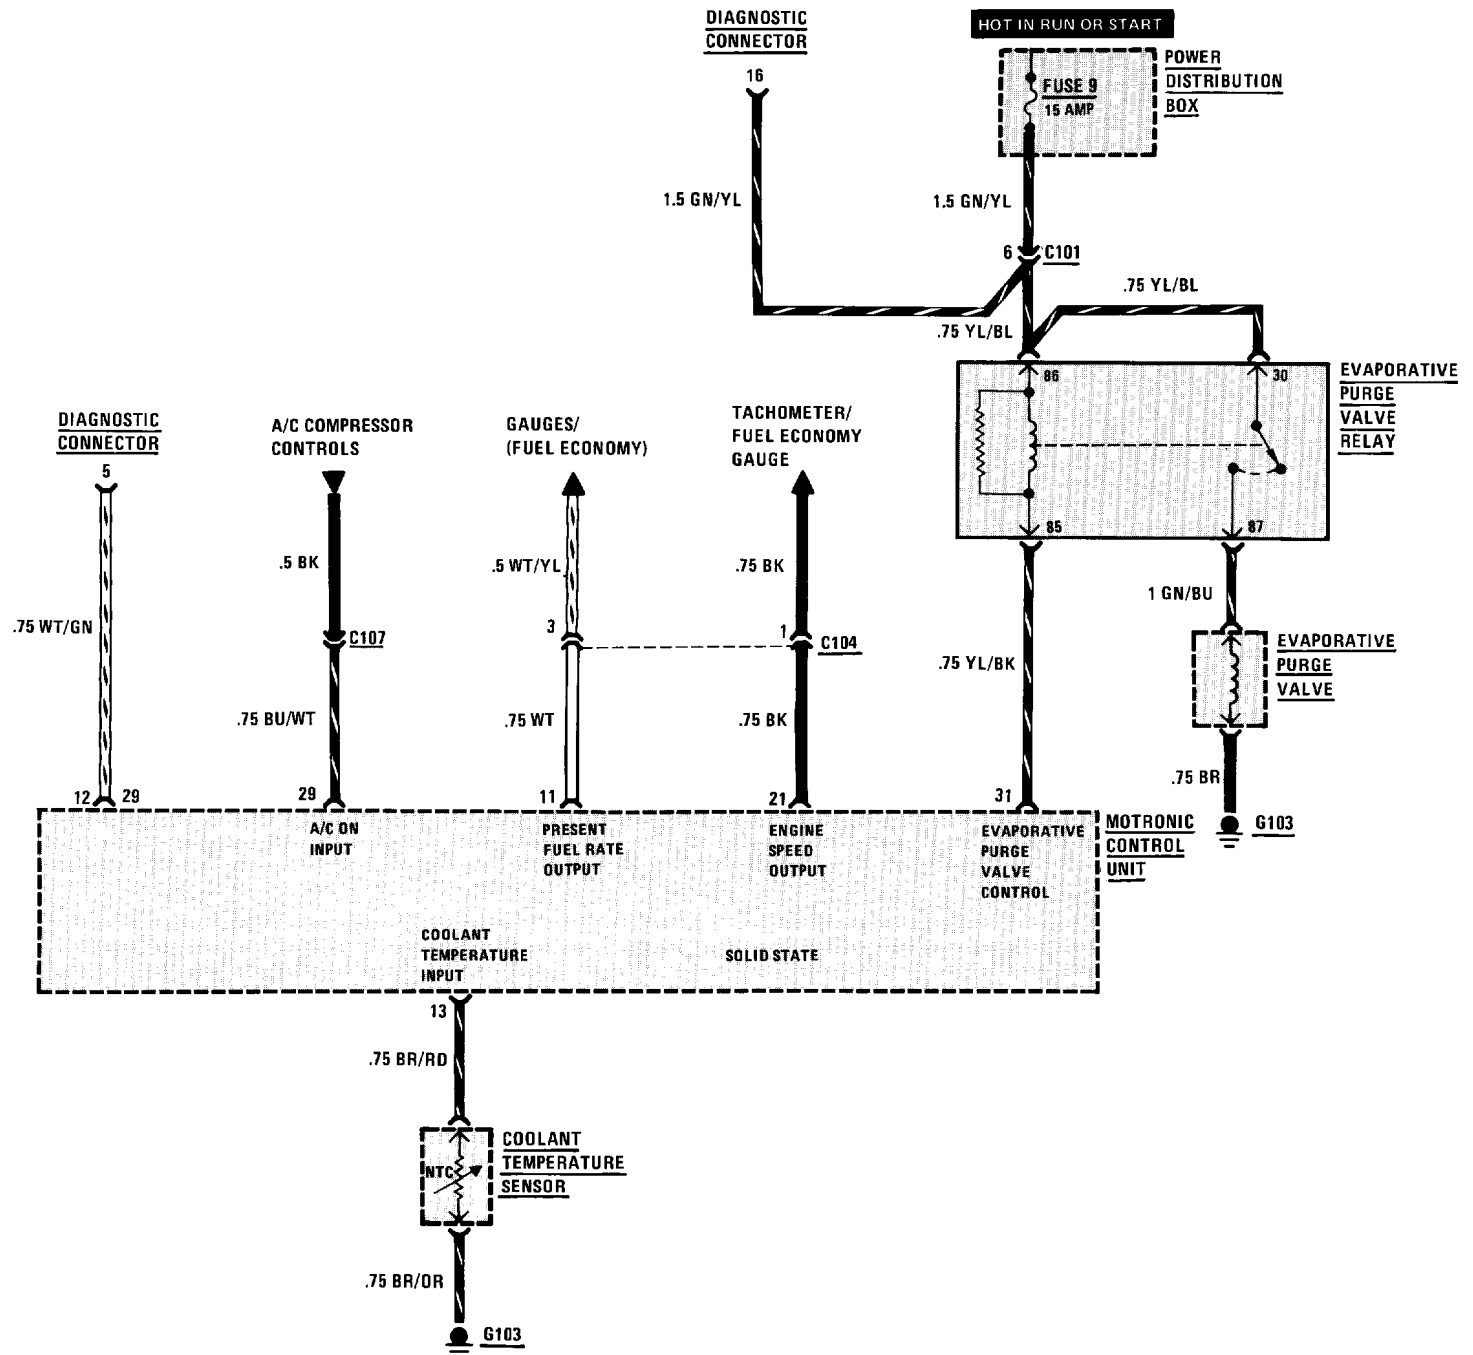 DIAGNOSTIC
CONNECTOR
16
HOT IN RUN OR START
POWER
DISTRIBUTION
BOX
FUSE 9
15 AMP
1.5 GN/YL
1.5 GN/YL
6
C101
.75 YL/BL
.75 YL/BL
86
30
EVAPORATIVE
PURGE
VALVE
RELAY
85
87
DIAGNOSTIC
CONNECTOR
5
A/C COMPRESSOR
CONTROLS
GAUGES/
(FUEL ECONOMY)
TACHOMETER/
FUEL ECONOMY
GAUGE
.5 BK
.5 WT/YL
.75 BK
1 GN/BU
.75 WT/GN
C107
3
1
C104
.75 YL/BK
EVAPORATIVE
PURGE
VALVE
.75 BU/WT
.75 WT
.75 BK
.75 BR
G103
12
29
29
11
21
31
A/C ON
INPUT
PRESENT
FUEL RATE
OUTPUT
ENGINE
SPEED
OUTPUT
EVAPORATIVE
PURGE
VALVE
CONTROL
MOTRONIC
CONTROL
UNIT
COOLANT
TEMPERATURE
INPUT
SOLID STATE
13
.75 BR/RD
NTC
COOLANT
TEMPERATURE
SENSOR
.75 BR/OR
G103